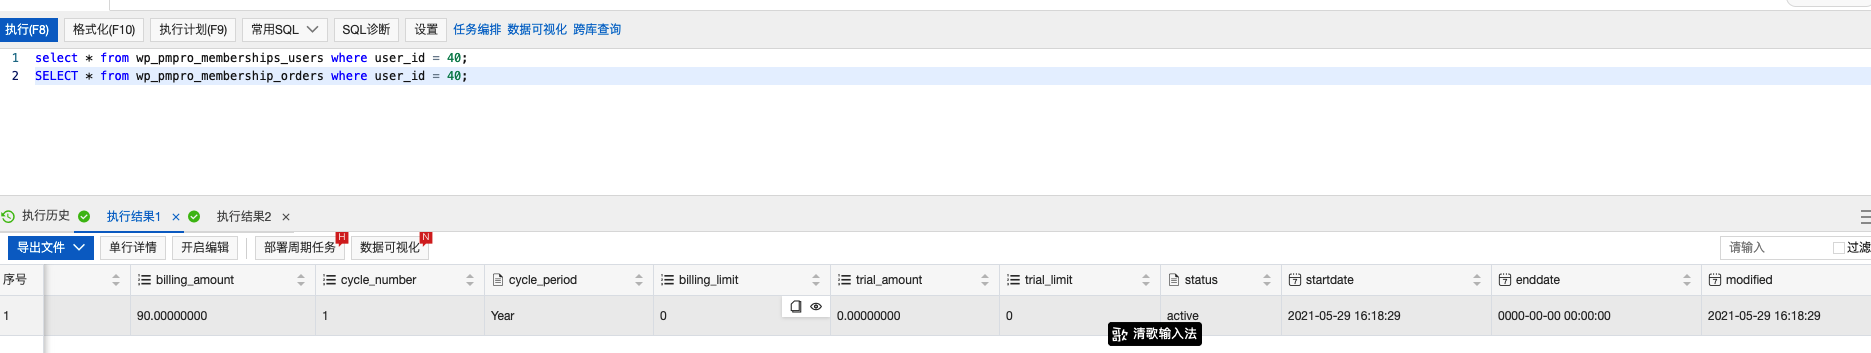 执行(F8) 格式化(F10) 执行计划(F9) 常用SQL SQL诊断 设置 任务编排 数据可视化 跨库查询
1 select * from wp_pmpro_memberships_users where user_id = 40;
2 SELECT * from wp_pmpro_membership_orders where user_id = 40;
执行历史 执行结果1 × 执行结果2 ×
导出文件 单行详情 开启编辑 部署周期任务 H 数据可视化 N 请输入 过滤
序号 billing_amount cycle_number cycle_period billing_limit trial_amount trial_limit status startdate enddate modified
1 90.00000000 1 Year 0 0.00000000 0 active 2021-05-29 16:18:29 0000-00-00 00:00:00 2021-05-29 16:18:29
清歌输入法